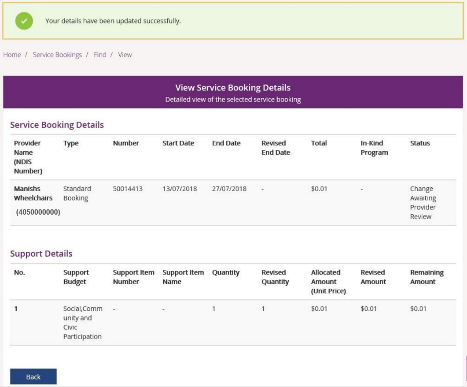 Your details have been updated successfully.
Home / Service Bookings / Find / View
View Service Booking Details
Detailed view of the selected service booking
Service Booking Details
Provider Name (NDIS Number) Type Number Start Date End Date Revised End Date Total In-Kind Program Status
Manishs Wheelchairs (4050000000) Standard Booking 50014413 13/07/2018 27/07/2018 - $0.01 - Change Awaiting Provider Review
Support Details
No. Support Budget Support Item Number Support Item Name Quantity Revised Quantity Allocated Amount (Unit Price) Revised Amount Remaining Amount
1 Social,Community and Civic Participation - - 1 1 $0.01 $0.01 $0.01
Back